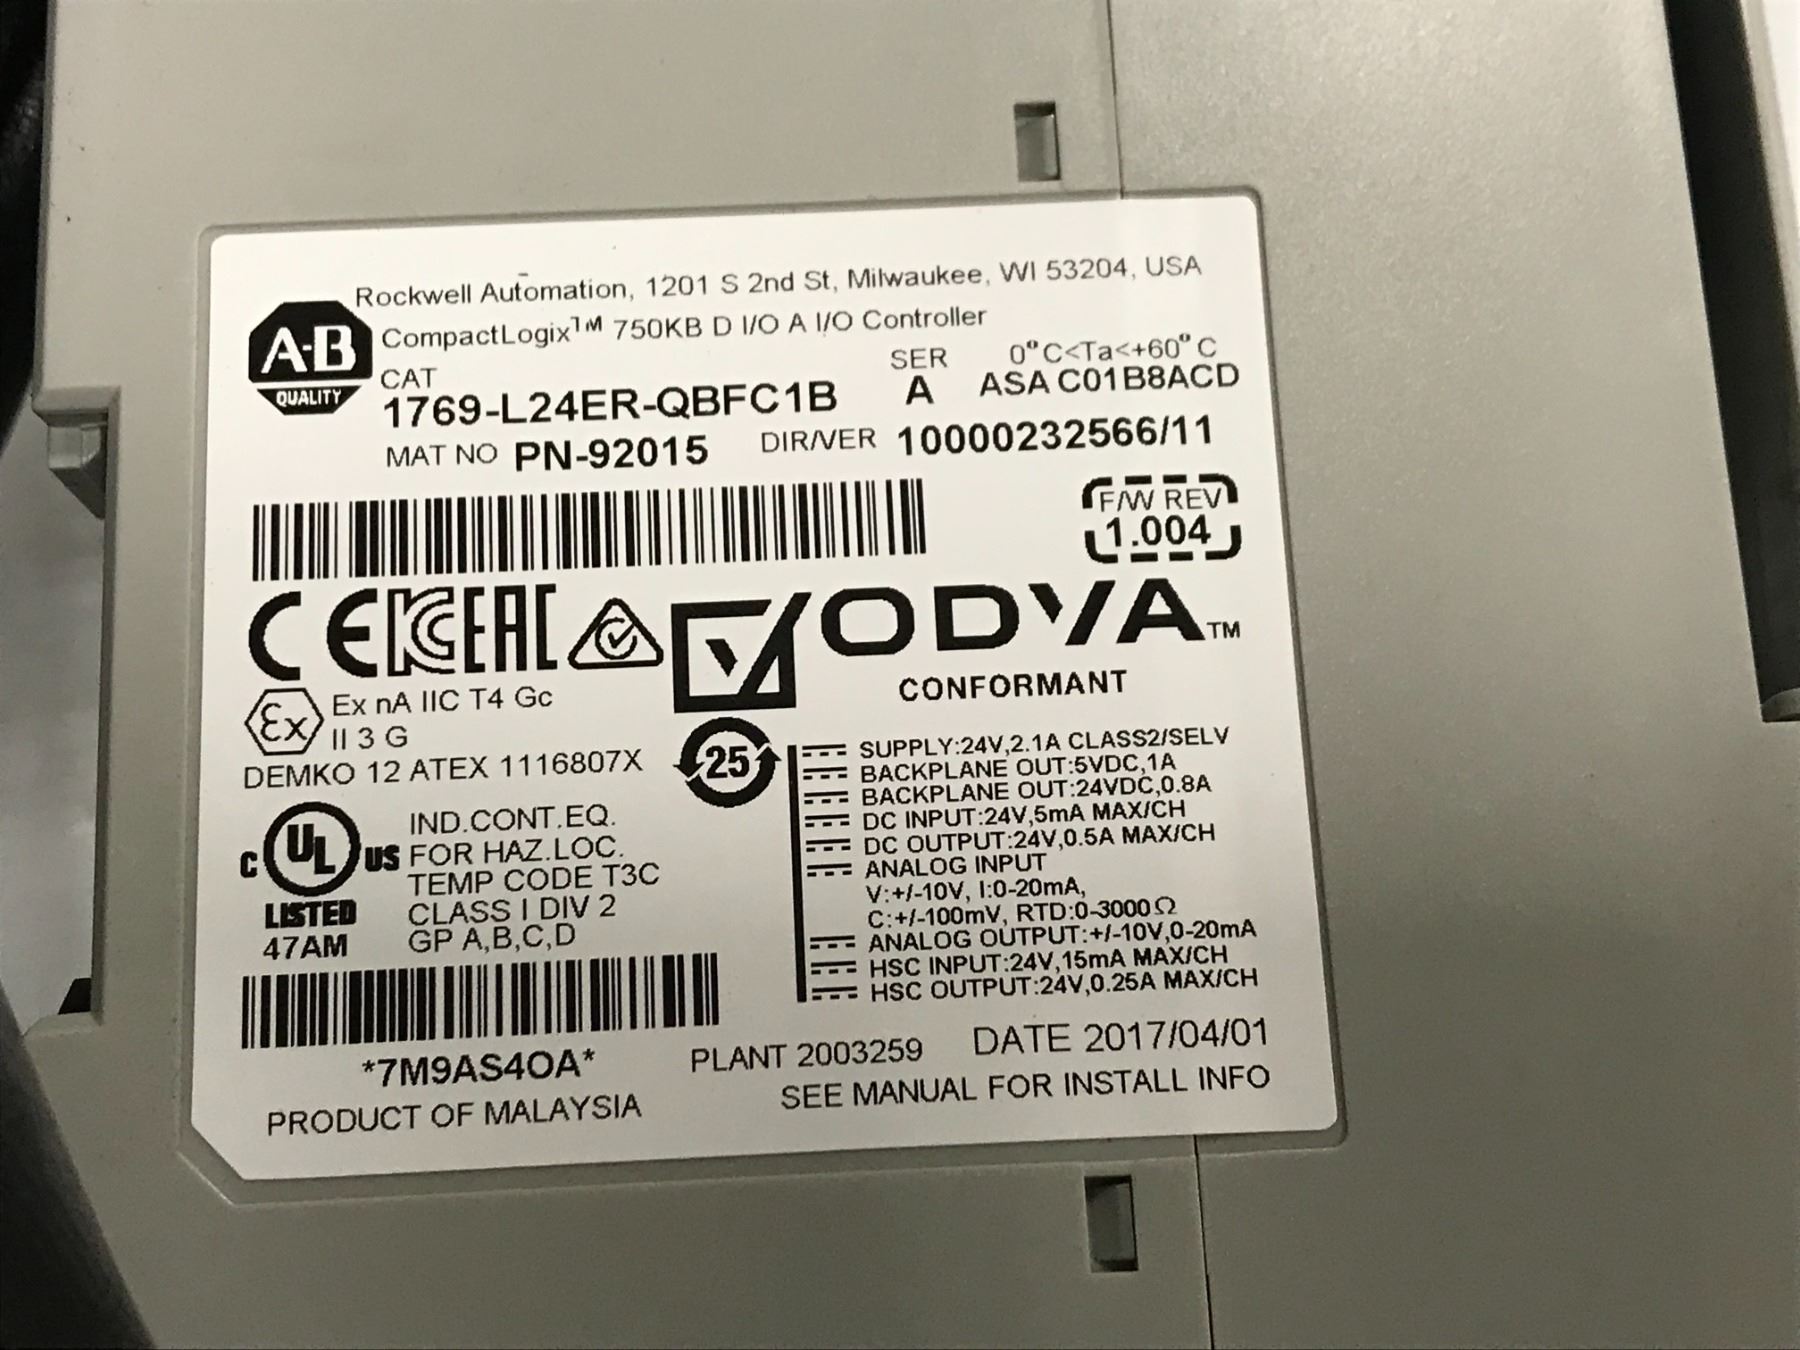 Rockwell Automation, 1201 S 2nd St, Milwaukee, WI 53204, USA
A-B
QUALITY
CompactLogix™ 750KB D I/O A I/O Controller
CAT
1769-L24ER-QBFC1B
SER
A
0°C<Ta<+60°C
ASA C01B8ACD
MAT NO PN-92015
DIR/VER 10000232566/11
F/W REV
1.004
CE KC EAC
ODVA™
CONFORMANT
Ex
Ex nA IIC T4 Gc
II 3 G
DEMKO 12 ATEX 1116807X
25
C UL US
LISTED
47AM
IND.CONT.EQ.
FOR HAZ.LOC.
TEMP CODE T3C
CLASS I DIV 2
GP A,B,C,D
SUPPLY:24V,2.1A CLASS2/SELV
BACKPLANE OUT:5VDC,1A
BACKPLANE OUT:24VDC,0.8A
DC INPUT:24V,5mA MAX/CH
DC OUTPUT:24V,0.5A MAX/CH
ANALOG INPUT
V:+/-10V, I:0-20mA,
C:+/-100mV, RTD:0-3000Ω
ANALOG OUTPUT:+/-10V,0-20mA
HSC INPUT:24V,15mA MAX/CH
HSC OUTPUT:24V,0.25A MAX/CH
*7M9AS4OA*
PLANT 2003259
DATE 2017/04/01
PRODUCT OF MALAYSIA
SEE MANUAL FOR INSTALL INFO